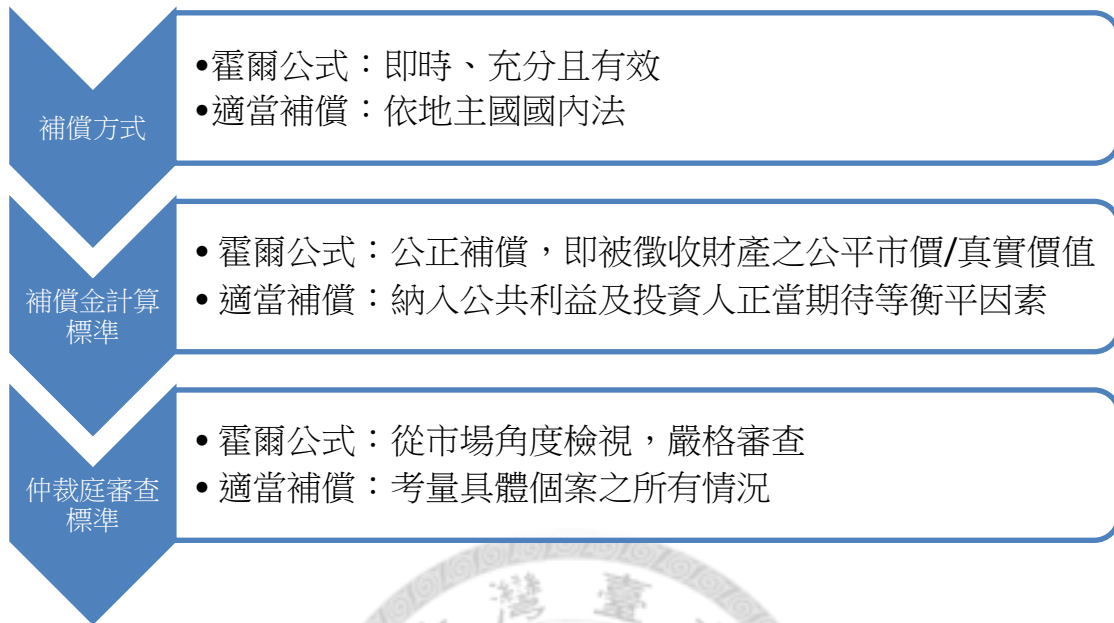 補償方式
•霍爾公式：即時、充分且有效
•適當補償：依地主國國內法
補償金計算
標準
• 霍爾公式：公正補償，即被徵收財產之公平市價/真實價值
• 適當補償：納入公共利益及投資人正當期待等衡平因素
仲裁庭審查
標準
• 霍爾公式：從市場角度檢視，嚴格審查
• 適當補償：考量具體個案之所有情況
灣臺